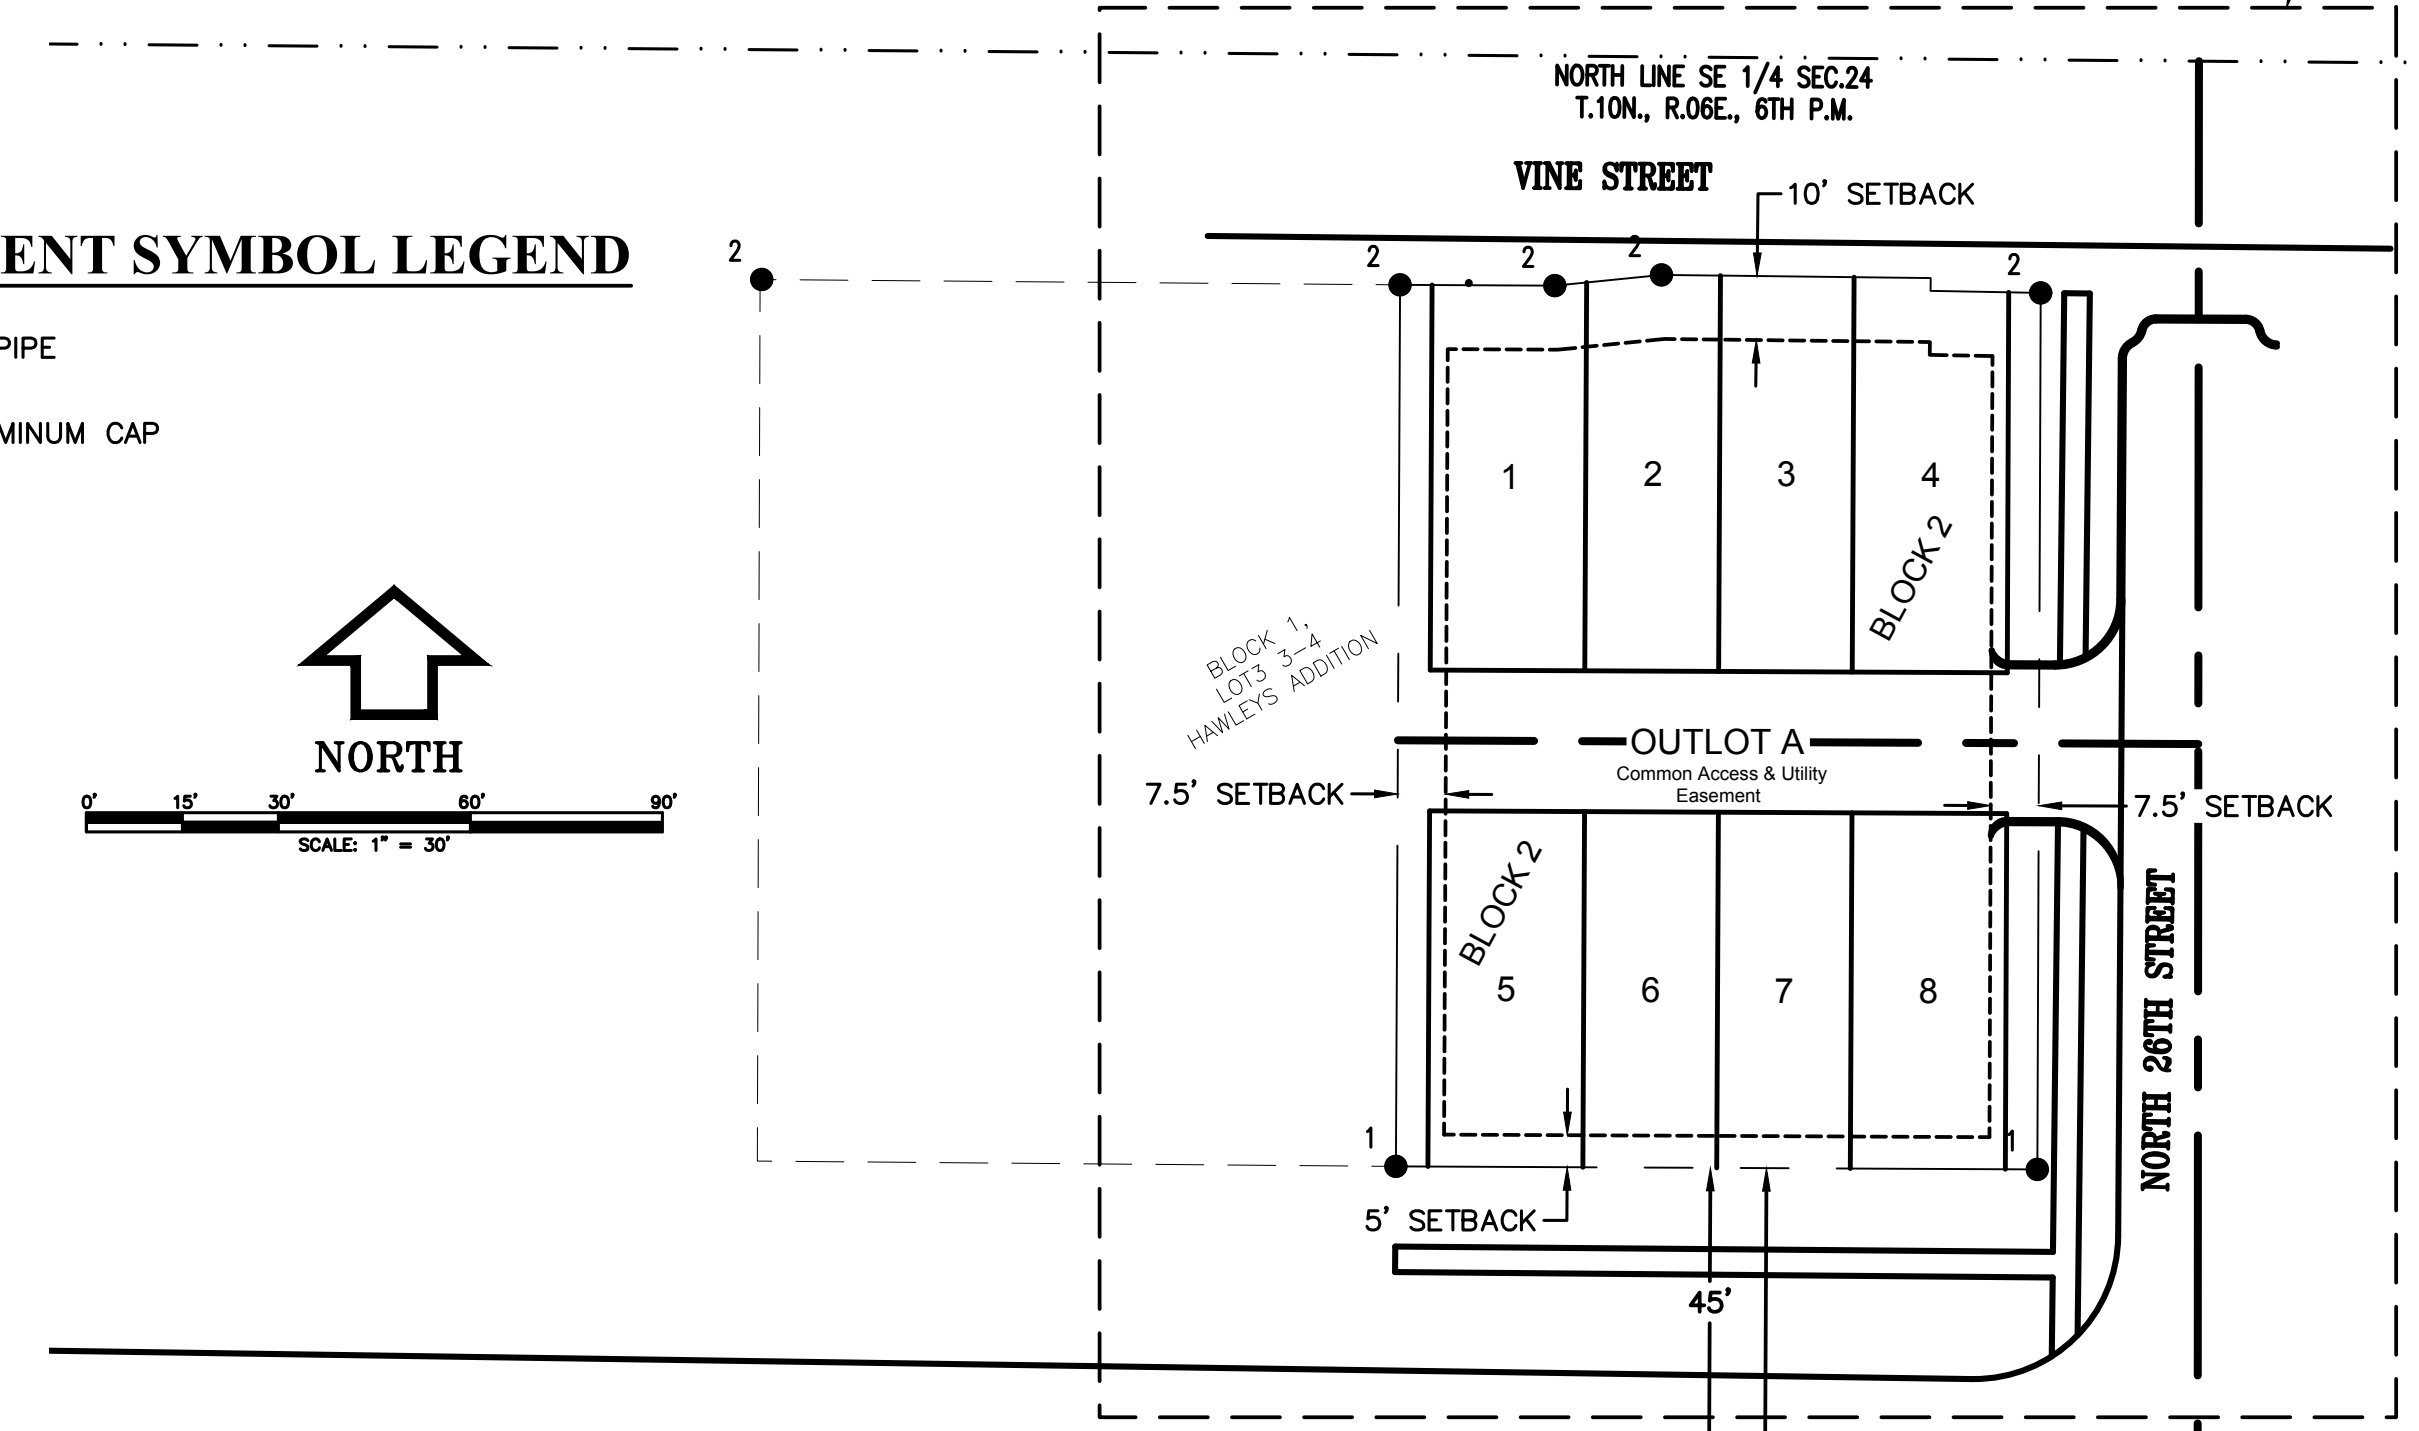 NORTH LINE SE 1/4 SEC.24
T.10N., R.06E., 6TH P.M.
VINE STREET
10' SETBACK
ENT SYMBOL LEGEND
2
2
2
2
2
PIPE
MINUM CAP
1
2
3
4
BLOCK 2
BLOCK 1,
LOT3 3-4
HAWLEYS ADDITION
NORTH
0' 15' 30' 60' 90'
SCALE: 1" = 30'
OUTLOT A
Common Access & Utility
Easement
7.5' SETBACK
7.5' SETBACK
BLOCK 2
5
6
7
8
NORTH 26TH STREET
1
1
5' SETBACK
45'